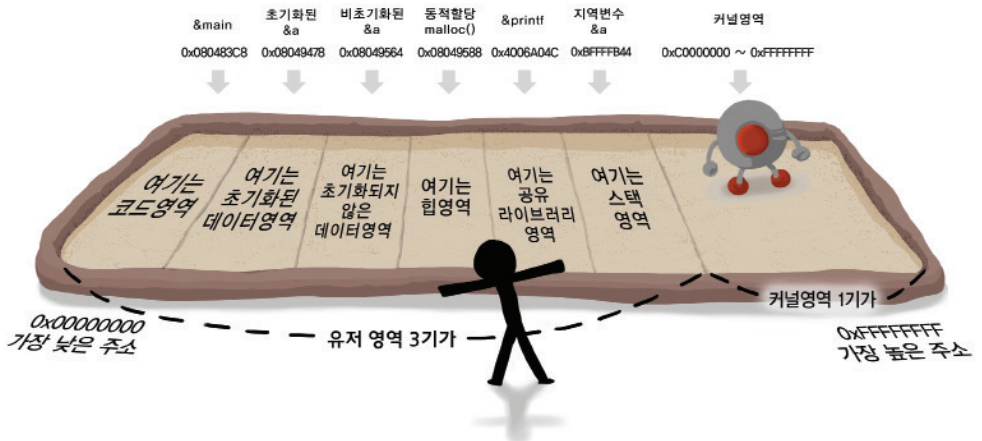 &main
0x080483C8
초기화된
&a
0x08049478
비초기화된
&a
0x08049564
동적할당
malloc()
0x08049588
&printf
0x4006A04C
지역변수
&a
0xBFFFFB44
커널영역
0xC0000000 ~ 0xFFFFFFFF
여기는
코드영역
여기는
초기화된
데이터영역
여기는
초기화되지
않은
데이터영역
여기는
힙영역
여기는
공유
라이브러리
영역
여기는
스택
영역
0x00000000
가장 낮은 주소
유저 영역 3기가
커널영역 1기가
0xFFFFFFFF
가장 높은 주소